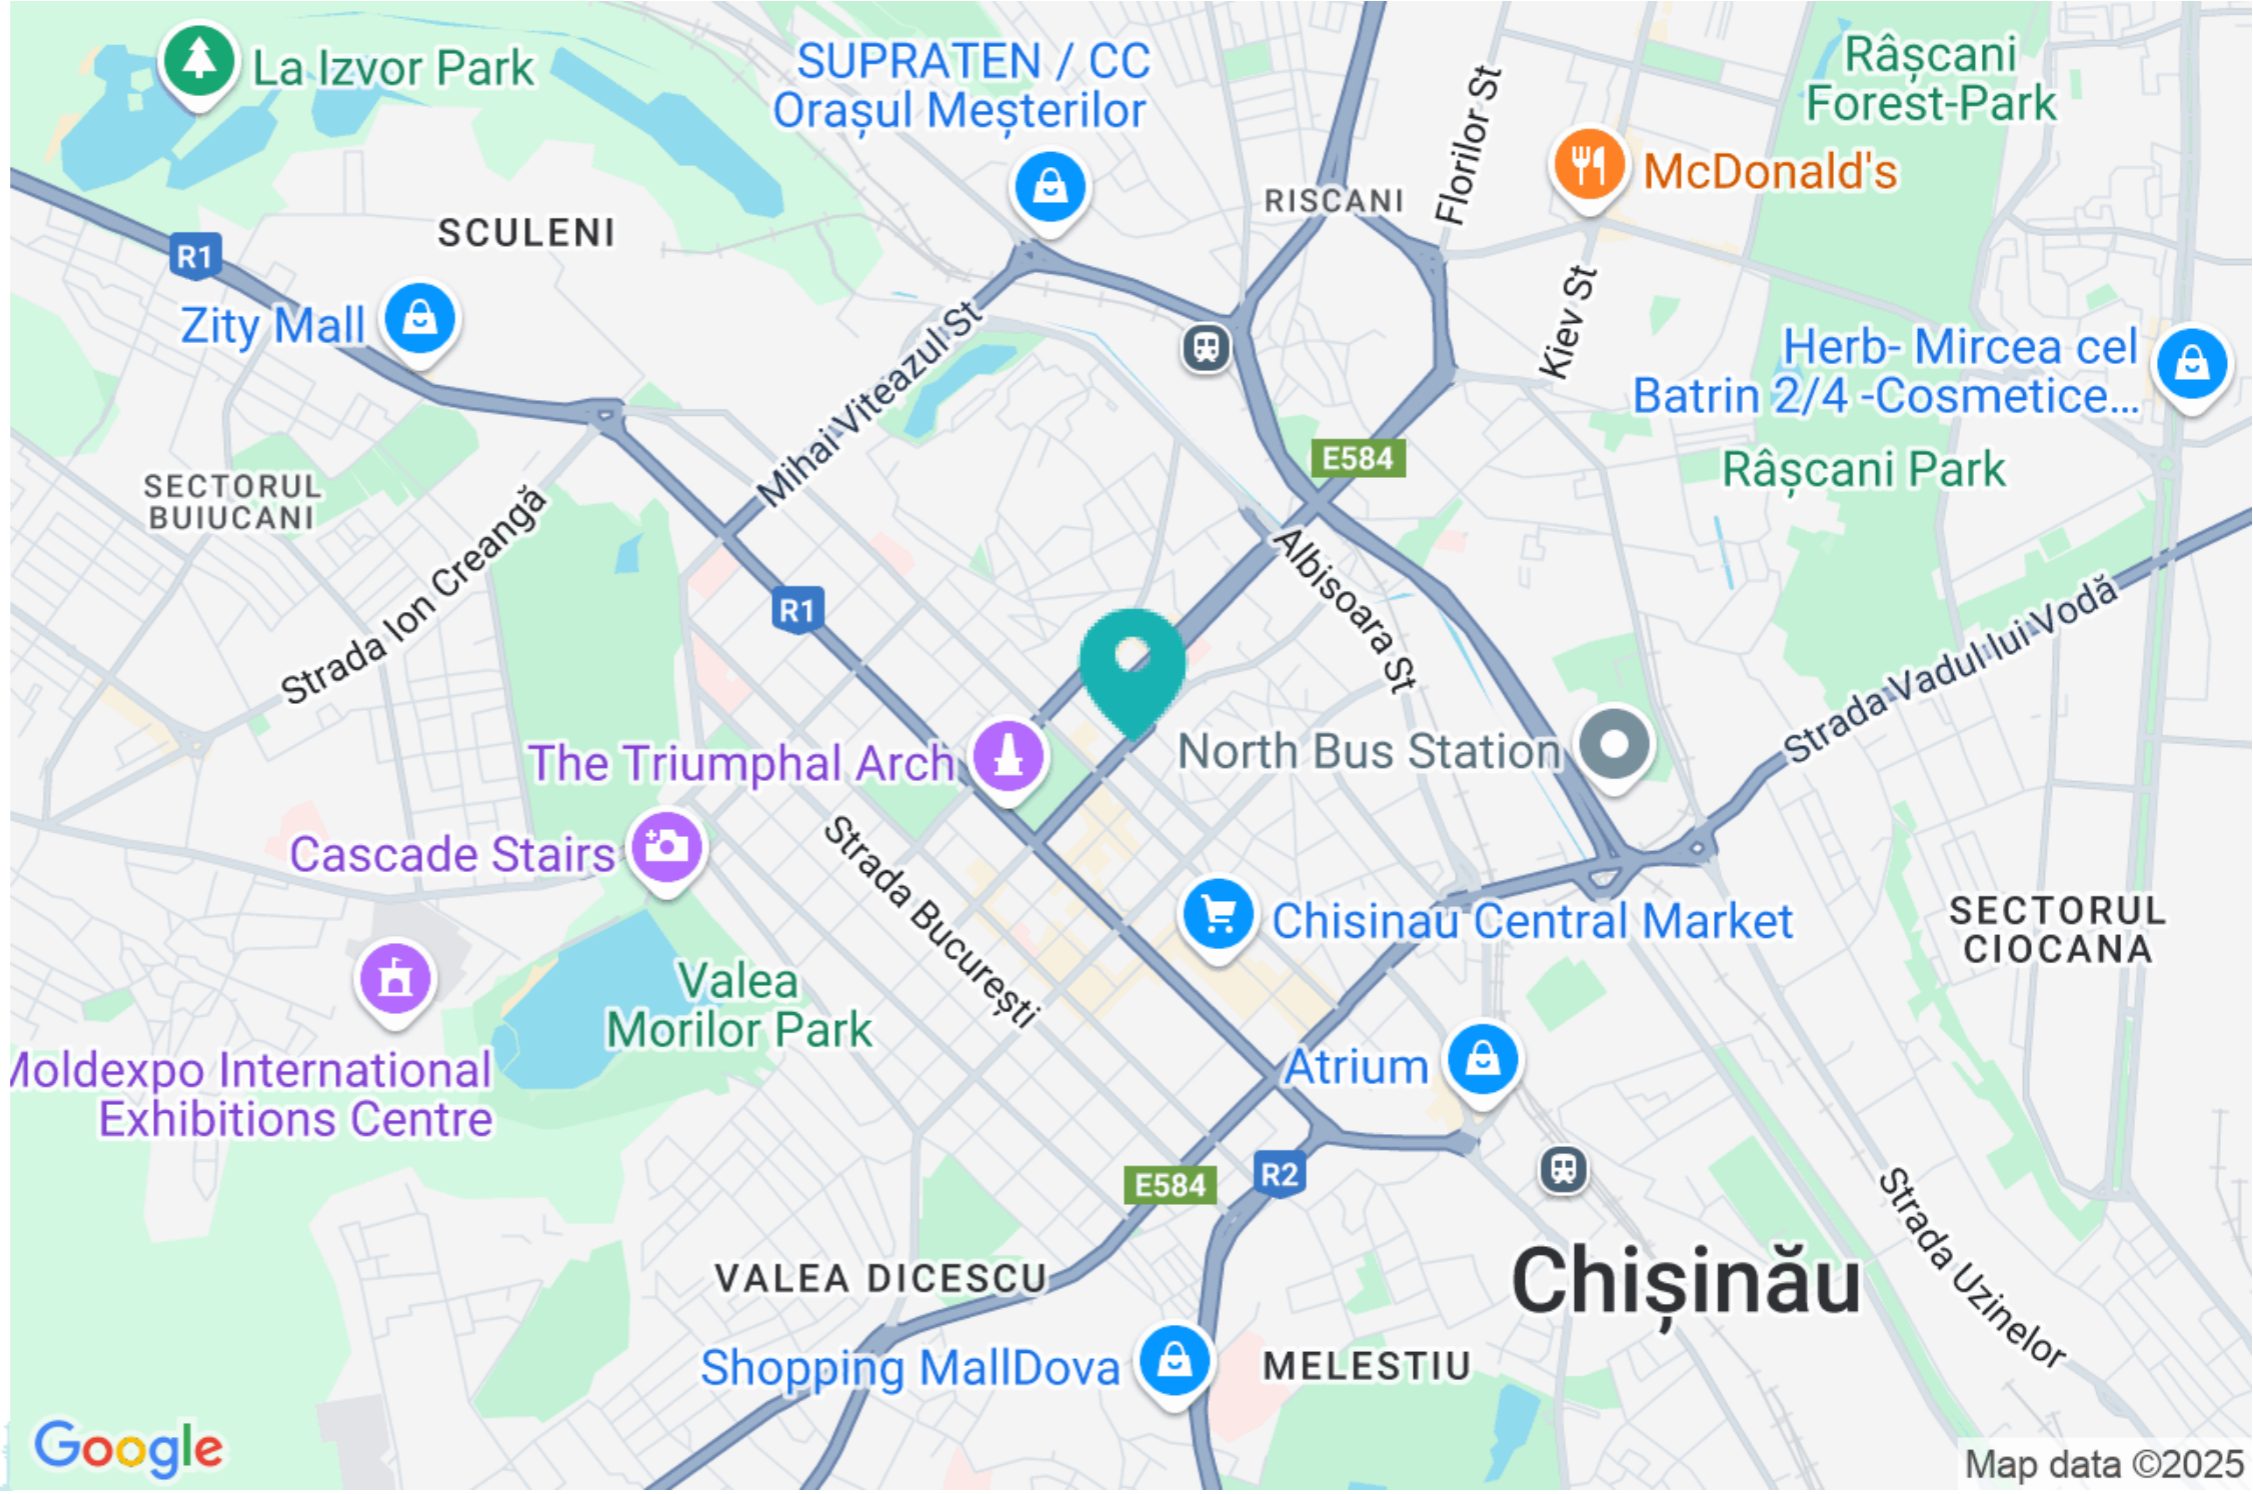 La Izvor Park
SUPRATEN / CC
Orașul Meșterilor
Râșcani
Forest-Park
Florilor St
McDonald's
RISCANI
SCULENI
R1
Zity Mall
Mihai Viteazul St
Kiev St
Herb- Mircea cel
Batrin 2/4 -Cosmetice...
E584
Râșcani Park
SECTORUL
BUIUCANI
Strada Ion Creangă
R1
Albisoara St
Strada Vadul lui Vodă
The Triumphal Arch
North Bus Station
Cascade Stairs
Strada București
Chisinau Central Market
SECTORUL
CIOCANA
Valea
Morilor Park
Moldexpo International
Exhibitions Centre
Atrium
E584
R2
Strada Uzinelor
VALEA DICESCU
Chișinău
Shopping MallDova
MELESTIU
Google
Map data ©2025